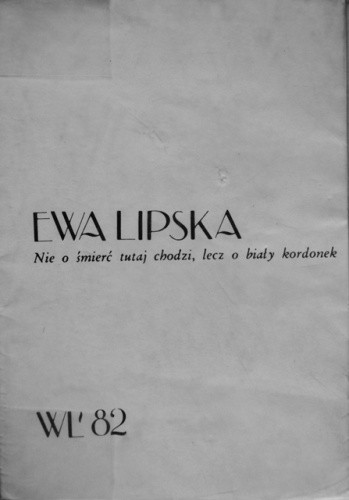 EWA LIPSKA
Nie o śmierć tutaj chodzi, lecz o biały kordonek
WL' 82